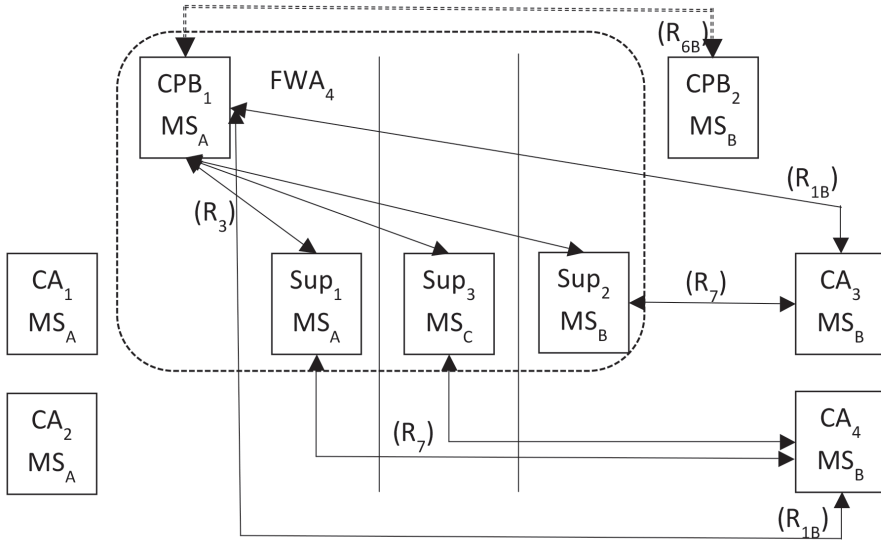 (R6B)
CPB1
MSA
FWA4
CPB2
MSB
(R1B)
(R3)
CA1
MSA
Sup1
MSA
Sup3
MSC
Sup2
MSB
(R7)
CA3
MSB
CA2
MSA
(R7)
CA4
MSB
(R1B)